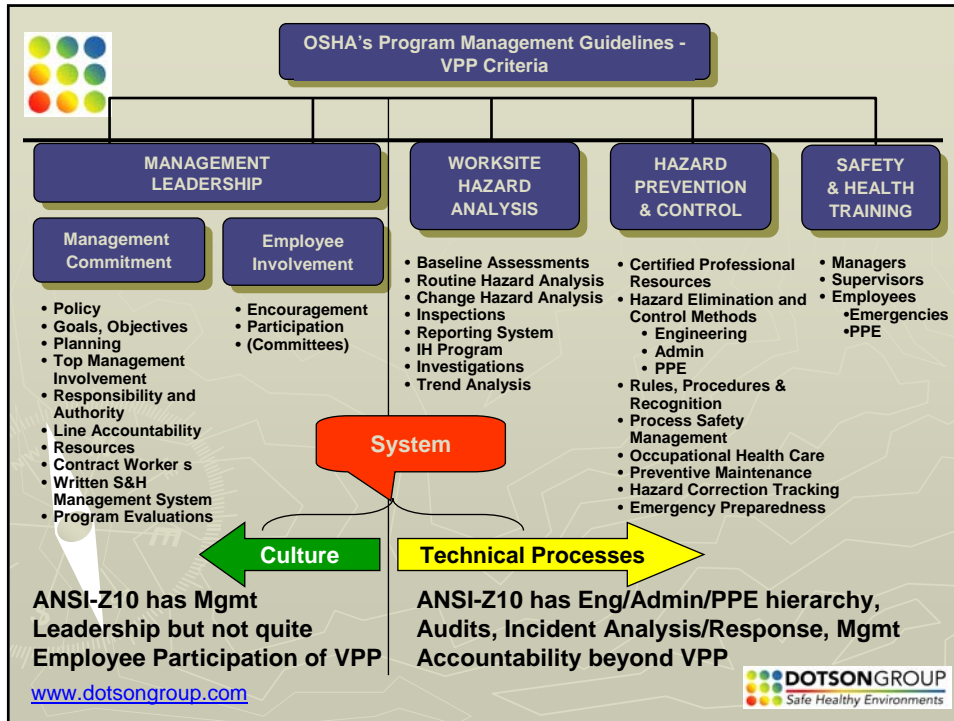 OSHA's Program Management Guidelines -
VPP Criteria
MANAGEMENT
LEADERSHIP
Management
Commitment
• Policy
• Goals, Objectives
• Planning
• Top Management
Involvement
• Responsibility and
Authority
• Line Accountability
• Resources
• Contract Worker s
• Written S&H
Management System
• Program Evaluations
Employee
Involvement
• Encouragement
• Participation
• (Committees)
WORKSITE
HAZARD
ANALYSIS
• Baseline Assessments
• Routine Hazard Analysis
• Change Hazard Analysis
• Inspections
• Reporting System
• IH Program
• Investigations
• Trend Analysis
HAZARD
PREVENTION
& CONTROL
• Certified Professional
Resources
• Hazard Elimination and
Control Methods
• Engineering
• Admin
• PPE
• Rules, Procedures &
Recognition
• Process Safety
Management
• Occupational Health Care
• Preventive Maintenance
• Hazard Correction Tracking
• Emergency Preparedness
SAFETY
& HEALTH
TRAINING
• Managers
• Supervisors
• Employees
•Emergencies
•PPE
System
Culture
Technical Processes
ANSI-Z10 has Mgmt
Leadership but not quite
Employee Participation of VPP
ANSI-Z10 has Eng/Admin/PPE hierarchy,
Audits, Incident Analysis/Response, Mgmt
Accountability beyond VPP
www.dotsongroup.com
DOTSONGROUP
Safe Healthy Environments